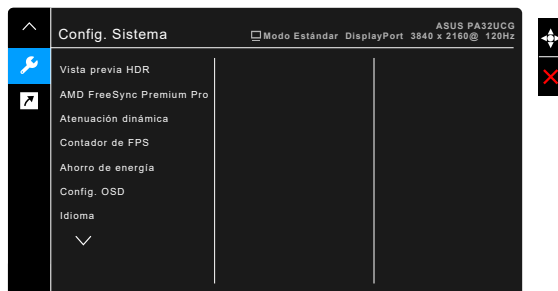 ASUS PA32UCG
Config. Sistema
Modo Estándar DisplayPort 3840 x 2160@ 120Hz
Vista previa HDR
AMD FreeSync Premium Pro
Atenuación dinámica
Contador de FPS
Ahorro de energía
Config. OSD
Idioma